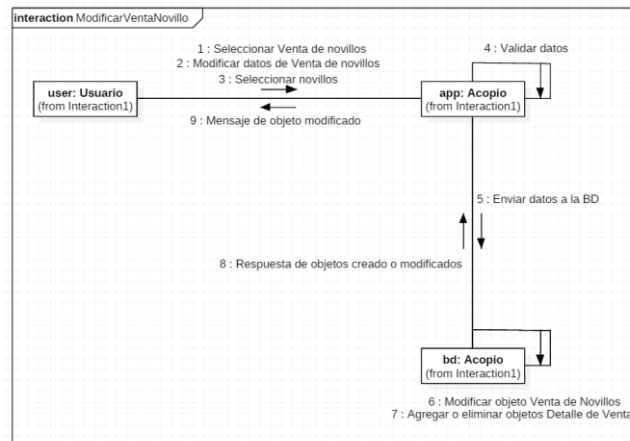 interaction ModificarVentaNovillo
1 : Seleccionar Venta de novillos
2 : Modificar datos de Venta de novillos
3 : Seleccionar novillos
4 : Validar datos
user: Usuario
(from Interaction1)
app: Acopio
(from Interaction1)
9 : Mensaje de objeto modificado
5 : Enviar datos a la BD
8 : Respuesta de objetos creado o modificados
bd: Acopio
(from Interaction1)
6 : Modificar objeto Venta de Novillos
7 : Agregar o eliminar objetos Detalle de Venta